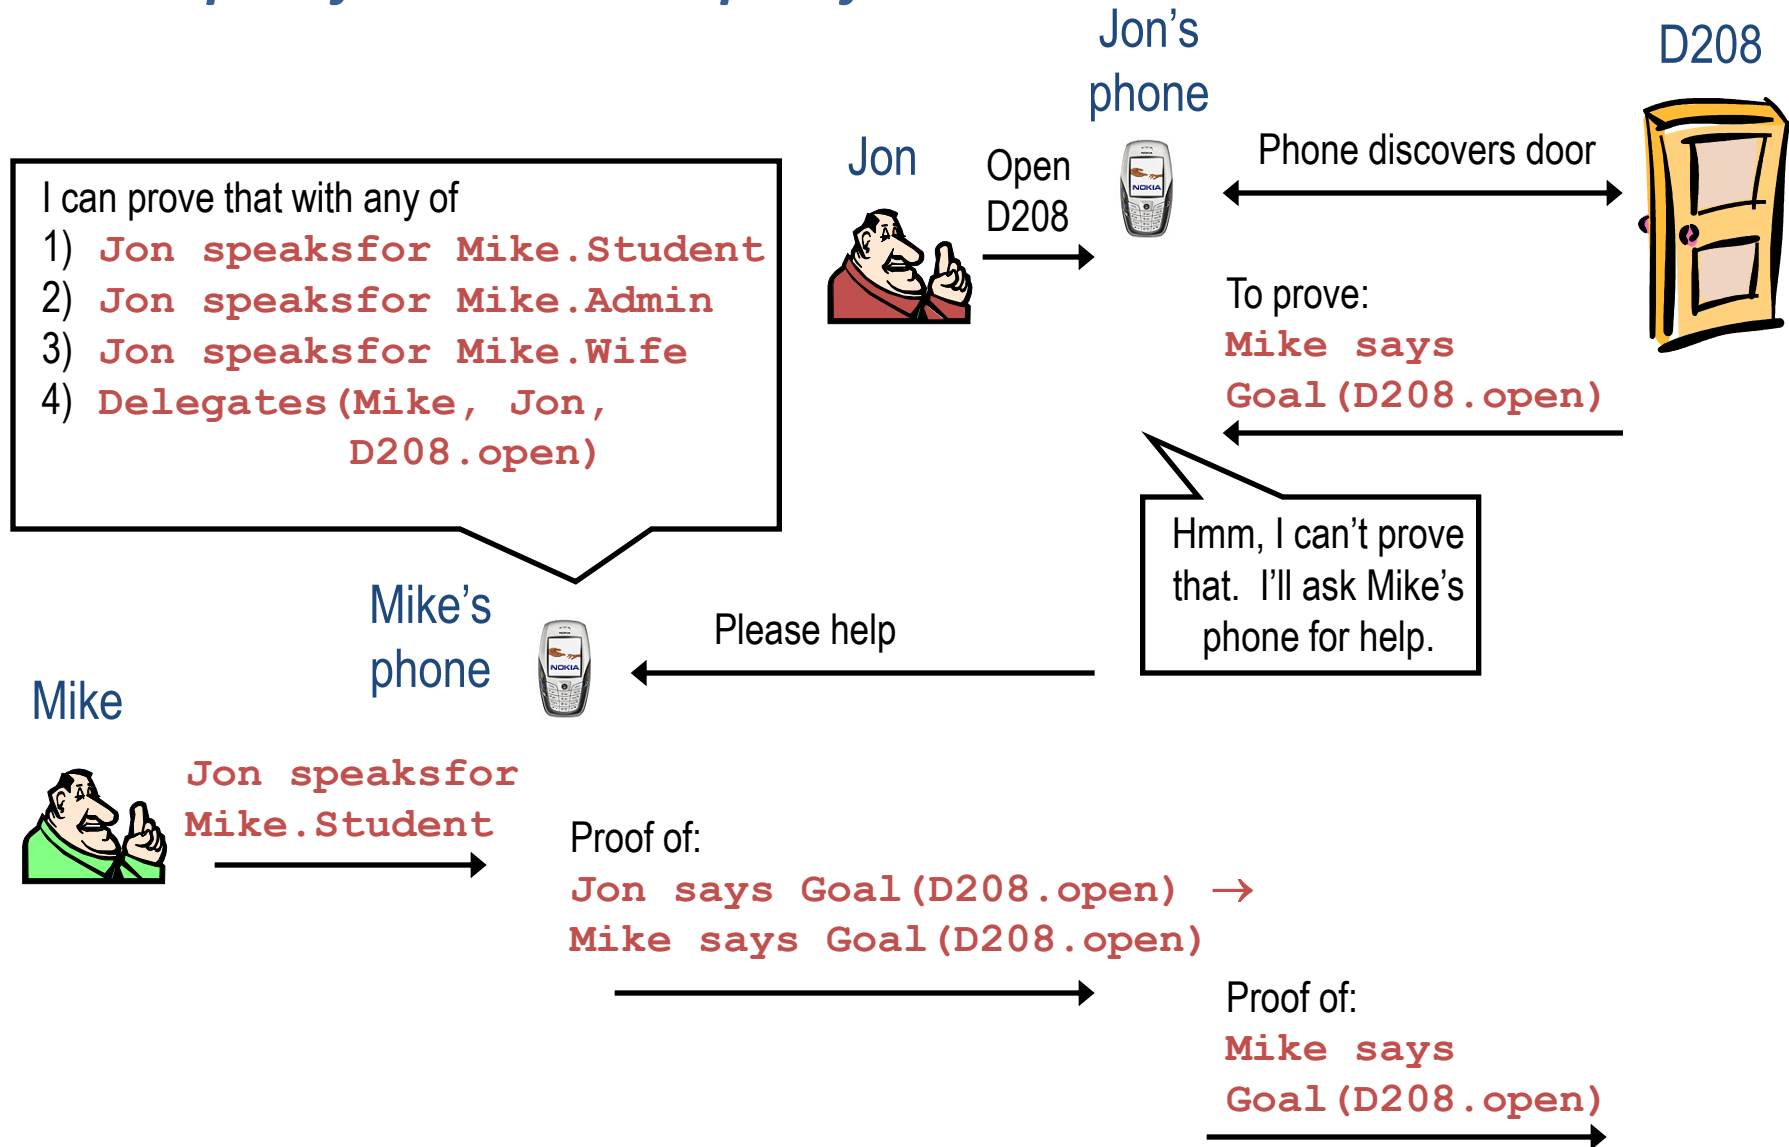 Jon's
phone
D208
Jon
Open
D208
Phone discovers door
I can prove that with any of
1) Jon speaksfor Mike.Student
2) Jon speaksfor Mike.Admin
3) Jon speaksfor Mike.Wife
4) Delegates(Mike, Jon,
D208.open)
To prove:
Mike says
Goal(D208.open)
Hmm, I can't prove
that. I'll ask Mike's
phone for help.
Mike's
phone
Please help
NOKIA
NOKIA
Mike
Jon speaksfor
Mike.Student
Proof of:
Jon says Goal(D208.open) →
Mike says Goal(D208.open)
Proof of:
Mike says
Goal(D208.open)